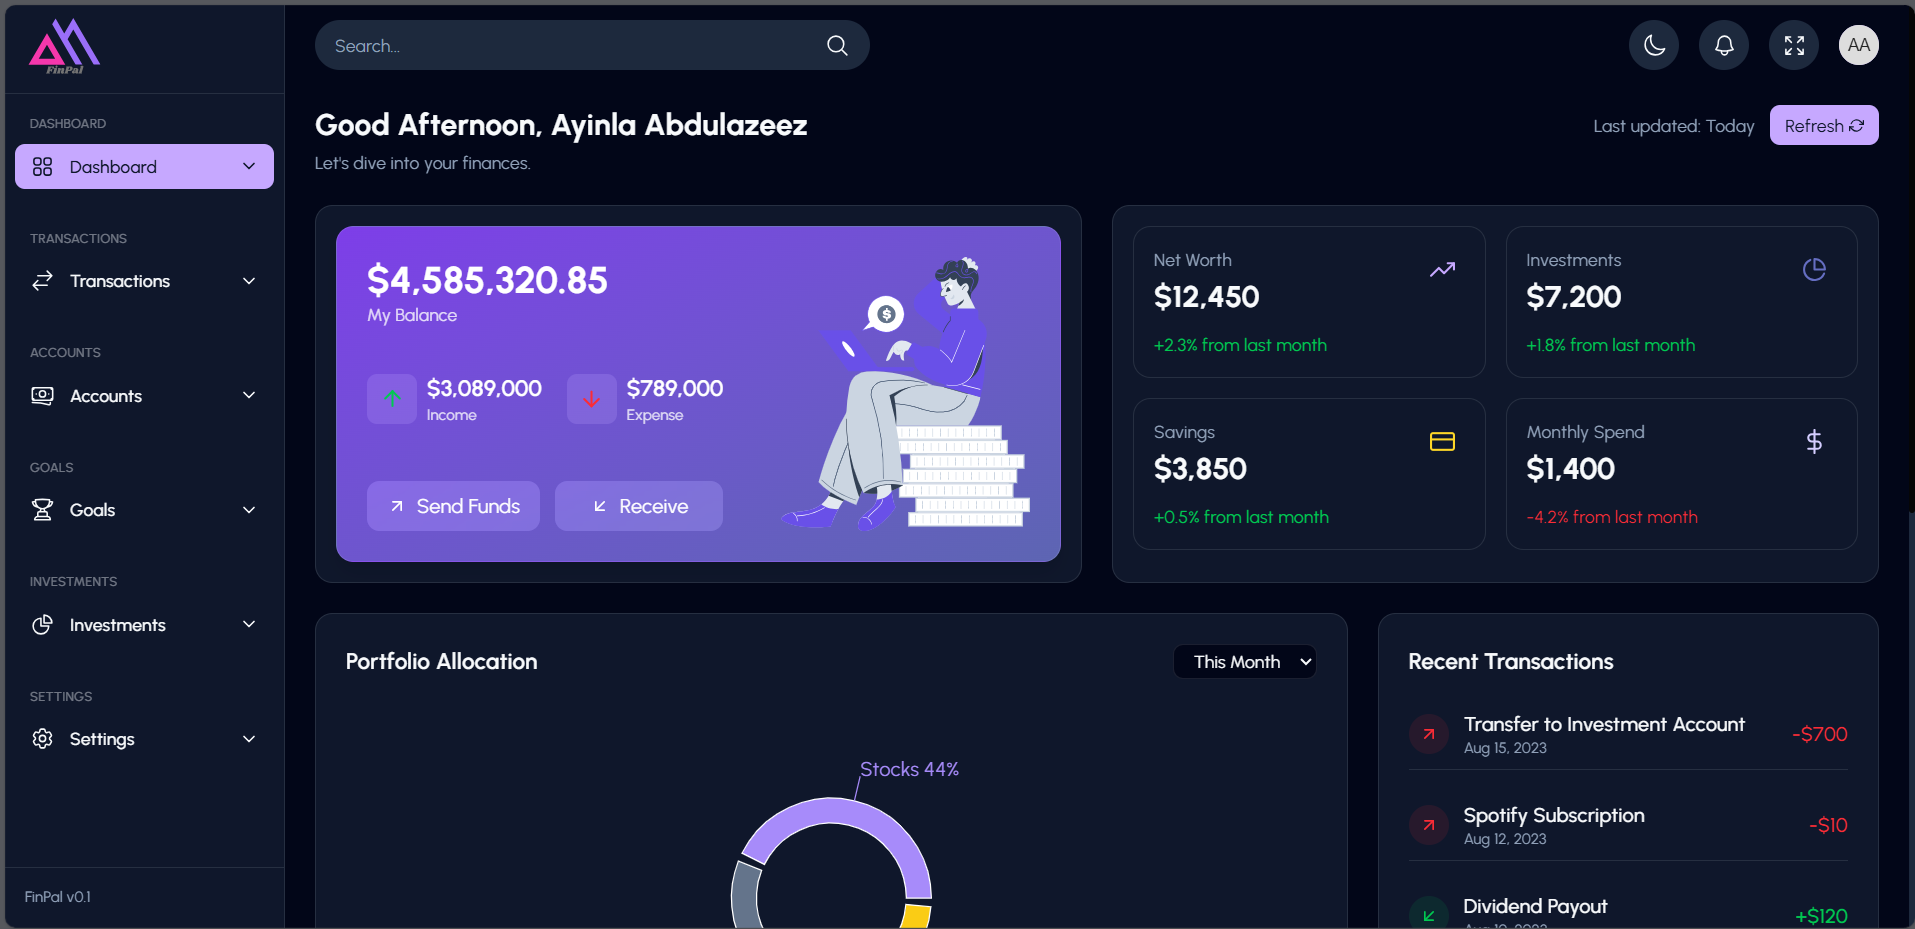 FinPal
DASHBOARD
Dashboard
TRANSACTIONS
Transactions
ACCOUNTS
Accounts
GOALS
Goals
INVESTMENTS
Investments
SETTINGS
Settings
FinPal v0.1
Search...
AA
Good Afternoon, Ayinla Abdulazeez
Let's dive into your finances.
Last updated: Today
Refresh
$4,585,320.85
My Balance
$
$3,089,000
Income
$789,000
Expense
Send Funds
Receive
Net Worth
$12,450
+2.3% from last month
Investments
$7,200
+1.8% from last month
Savings
$3,850
+0.5% from last month
Monthly Spend
$1,400
-4.2% from last month
Portfolio Allocation
This Month
Stocks 44%
Recent Transactions
Transfer to Investment Account
Aug 15, 2023
-$700
Spotify Subscription
Aug 12, 2023
-$10
Dividend Payout
+$120